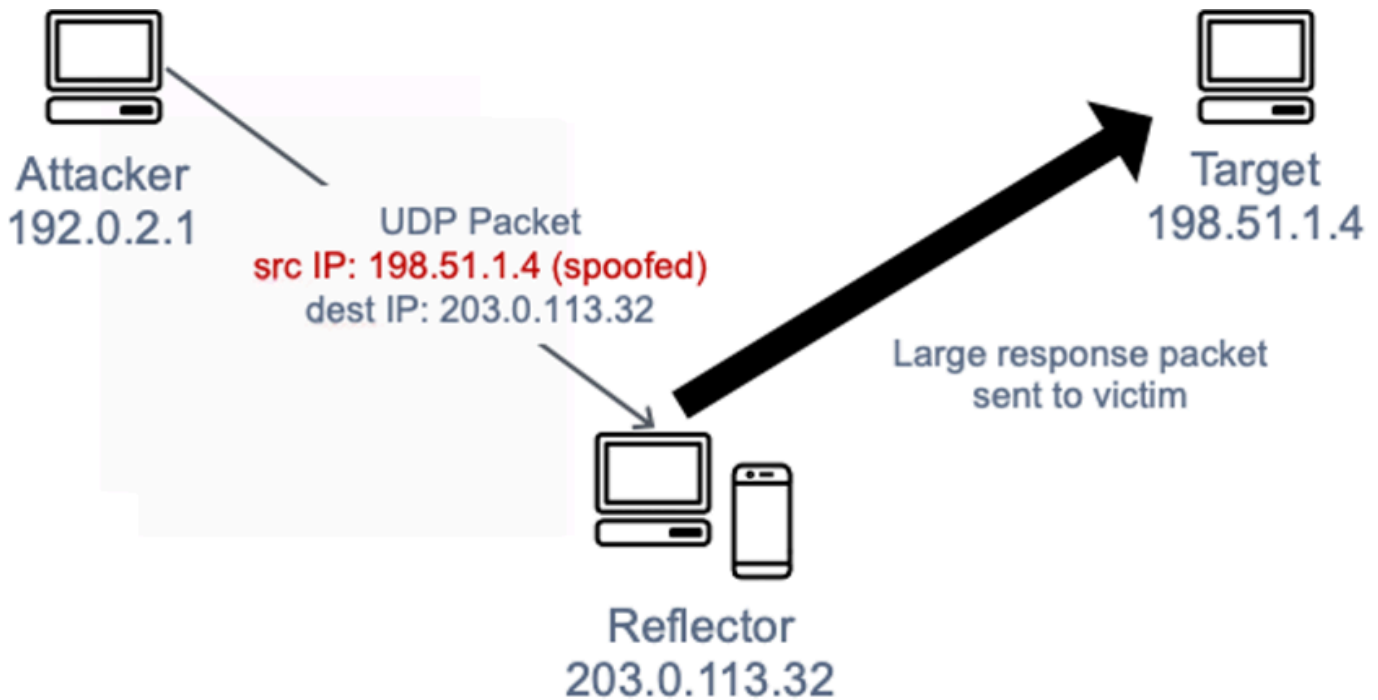 Attacker
192.0.2.1
UDP Packet
src IP: 198.51.1.4 (spoofed)
dest IP: 203.0.113.32
Target
198.51.1.4
Large response packet
sent to victim
Reflector
203.0.113.32